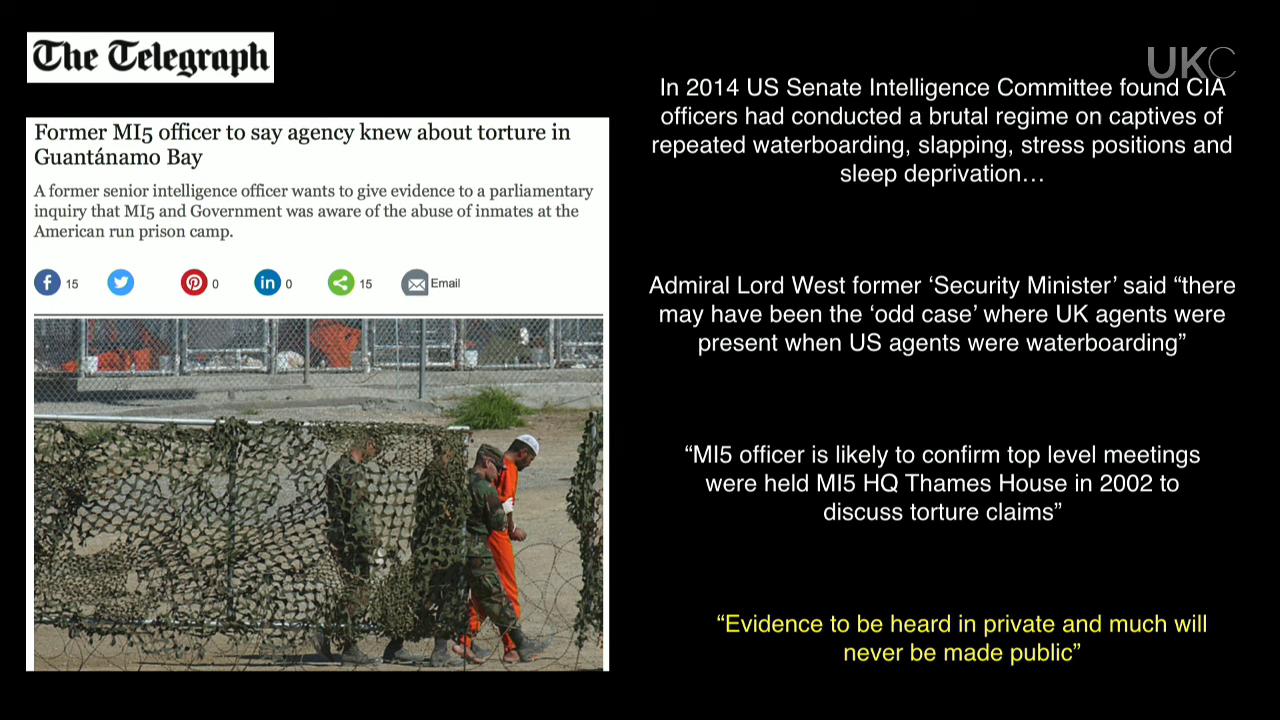 The Telegraph
UKC
Former MI5 officer to say agency knew about torture in
Guantánamo Bay
A former senior intelligence officer wants to give evidence to a parliamentary
inquiry that MI5 and Government was aware of the abuse of inmates at the
American run prison camp.
15
0
0
15
Email
In 2014 US Senate Intelligence Committee found CIA
officers had conducted a brutal regime on captives of
repeated waterboarding, slapping, stress positions and
sleep deprivation…
Admiral Lord West former ‘Security Minister’ said “there
may have been the ‘odd case’ where UK agents were
present when US agents were waterboarding”
“MI5 officer is likely to confirm top level meetings
were held MI5 HQ Thames House in 2002 to
discuss torture claims”
“Evidence to be heard in private and much will
never be made public”